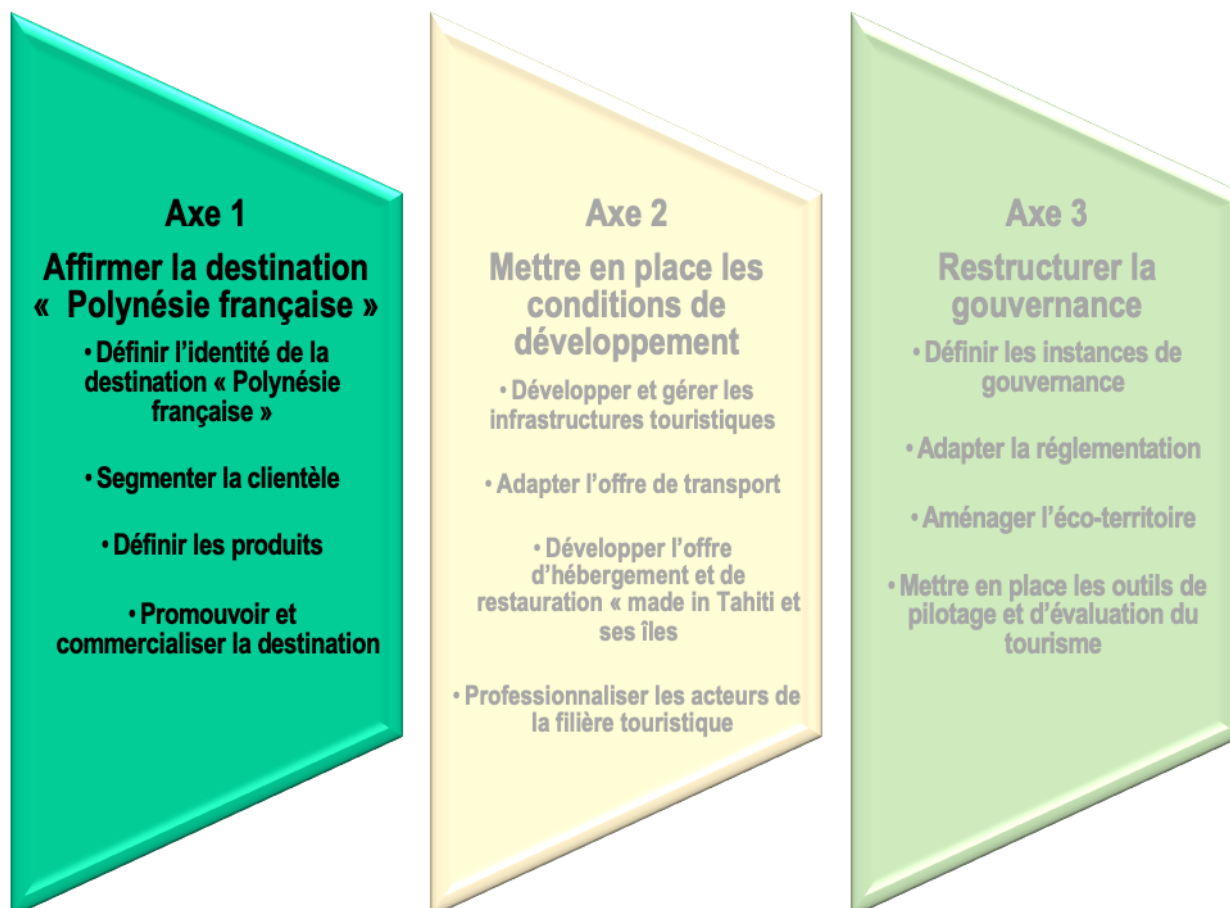 Axe 1
Affirmer la destination
«  Polynésie française »
• Définir l’identité de la
destination « Polynésie
française »
• Segmenter la clientèle
• Définir les produits
• Promouvoir et
commercialiser la destination
Axe 2
Mettre en place les
conditions de
développement
• Développer et gérer les
infrastructures touristiques
• Adapter l’offre de transport
• Développer l’offre
d’hébergement et de
restauration « made in Tahiti et
ses îles
• Professionnaliser les acteurs de
la filière touristique
Axe 3
Restructurer la
gouvernance
• Définir les instances de
gouvernance
• Adapter la réglementation
• Aménager l’éco-territoire
• Mettre en place les outils de
pilotage et d’évaluation du
tourisme